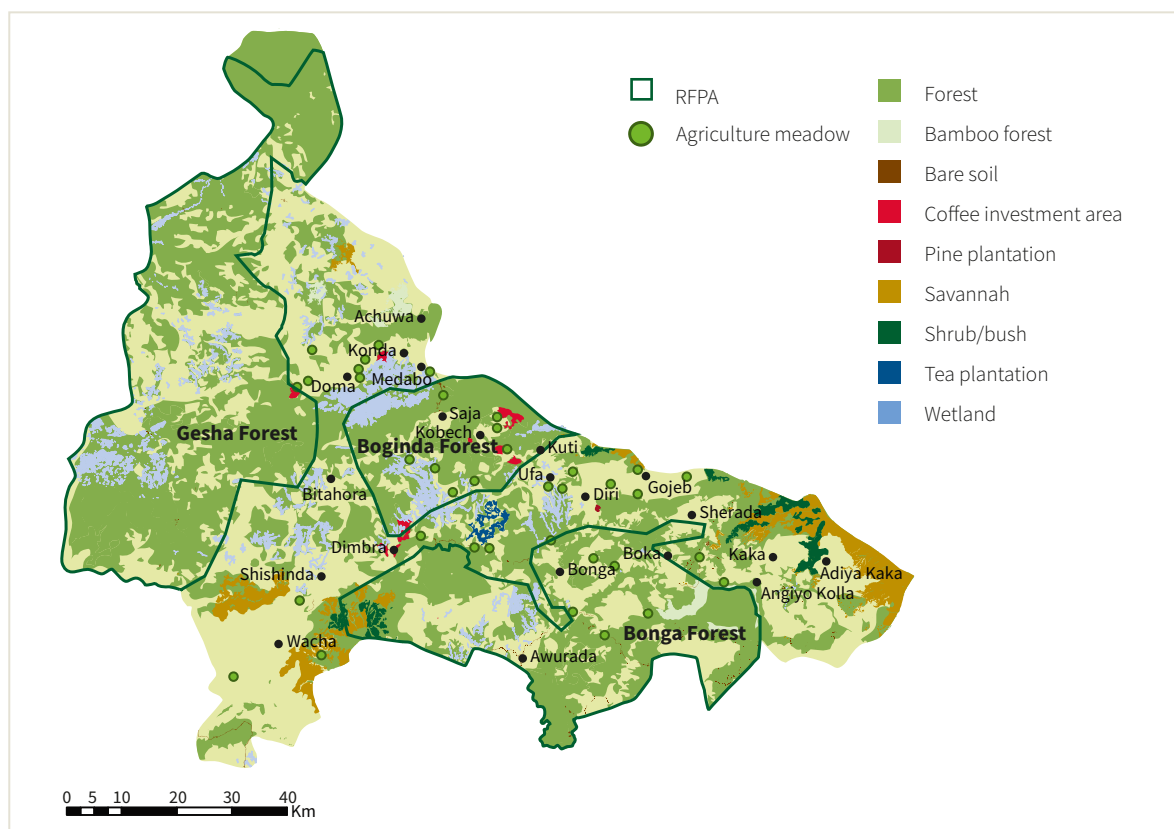 RFPA
Agriculture meadow
Forest
Bamboo forest
Bare soil
Coffee investment area
Pine plantation
Savannah
Shrub/bush
Tea plantation
Wetland
Achuwa
Konda
Doma
Medabo
Saja
Kobech
Gesha Forest
Boginda Forest
Kuti
Ufa
Bitahora
Diri
Gojeb
Sherada
Dimbra
Boka
Kaka
Adiya Kaka
Shishinda
Bonga
Angiyo Kolla
Bonga Forest
Wacha
Awurada
0 5 10 20 30 40
Km